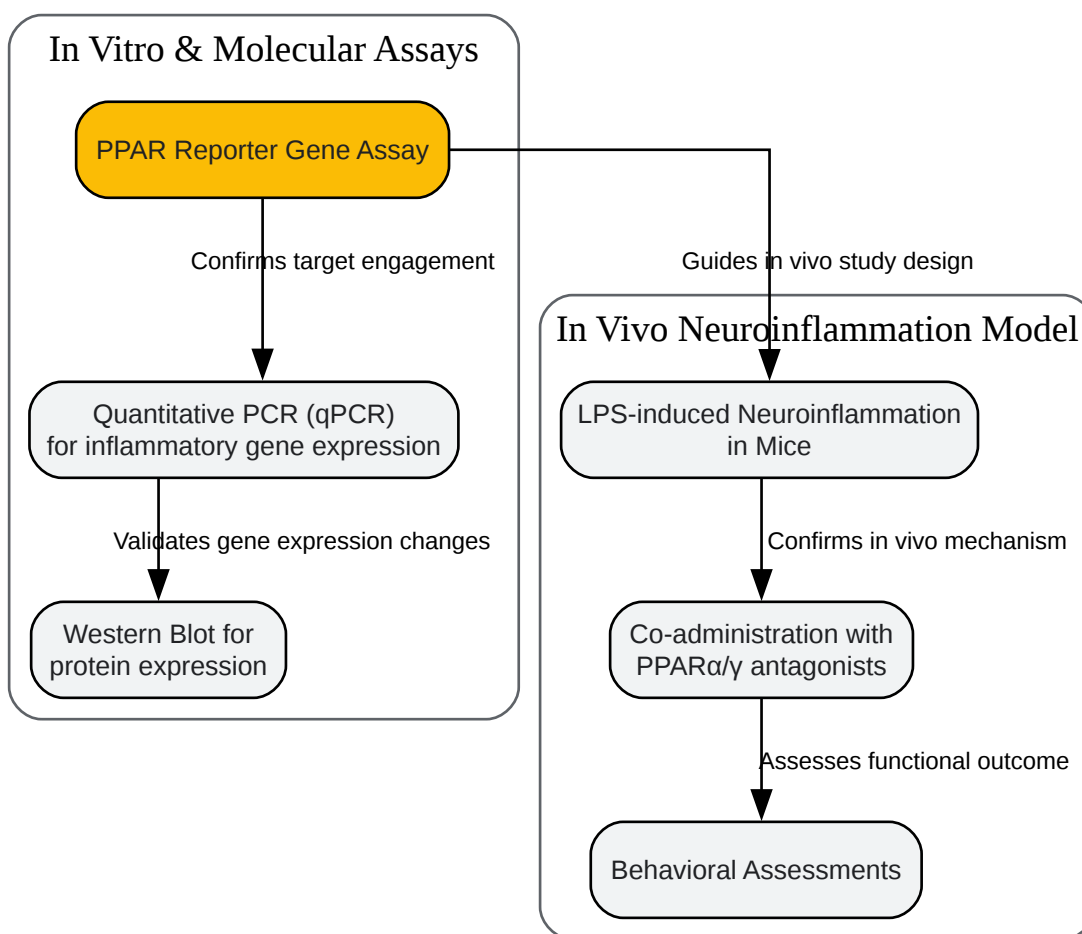 In Vitro & Molecular Assays
PPAR Reporter Gene Assay
Confirms target engagement
Guides in vivo study design
In Vivo Neuroinflammation Model
Quantitative PCR (qPCR)
for inflammatory gene expression
LPS-induced Neuroinflammation
in Mice
Validates gene expression changes
Confirms in vivo mechanism
Western Blot for
protein expression
Co-administration with
PPARα/γ antagonists
Assesses functional outcome
Behavioral Assessments